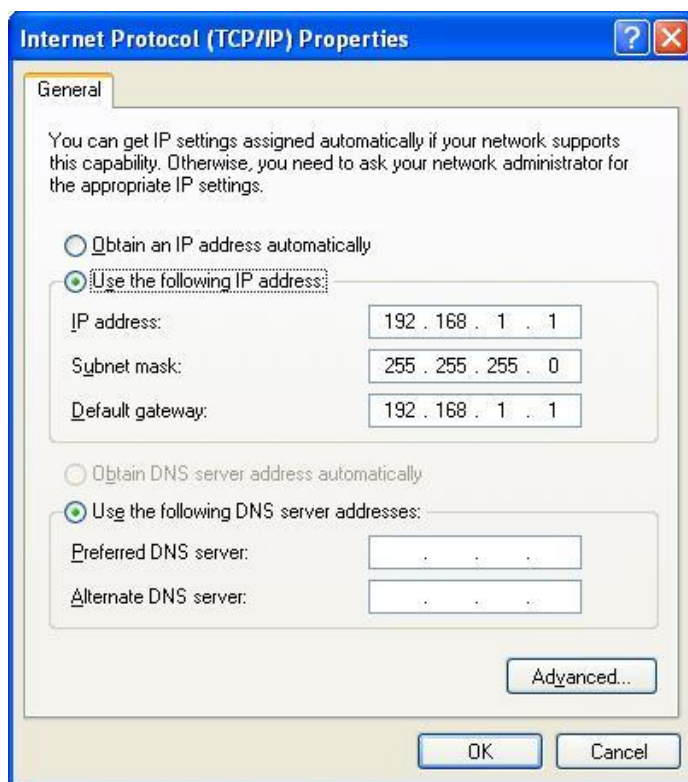 Internet Protocol (TCP/IP) Properties
General
You can get IP settings assigned automatically if your network supports
this capability. Otherwise, you need to ask your network administrator for
the appropriate IP settings.
Obtain an IP address automatically
Use the following IP address:
IP address: 192 . 168 . 1 . 1
Subnet mask: 255 . 255 . 255 . 0
Default gateway: 192 . 168 . 1 . 1
Obtain DNS server address automatically
Use the following DNS server addresses:
Preferred DNS server: . . .
Alternate DNS server: . . .
Advanced...
OK Cancel